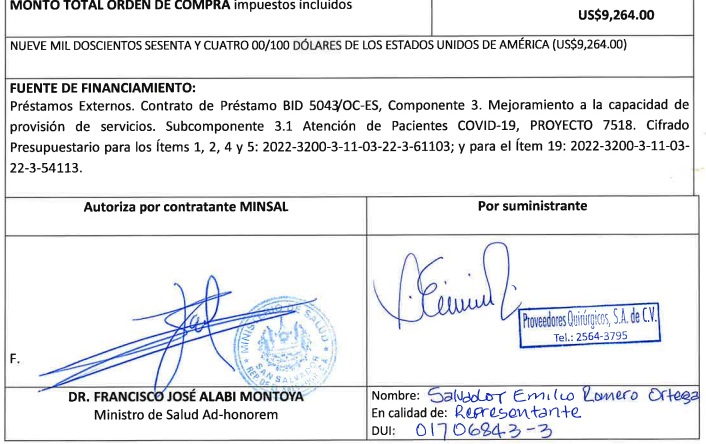 MONTO TOTAL ORDEN DE COMPRA impuestos incluidos
US$9,264.00
NUEVE MIL DOSCIENTOS SESENTA Y CUATRO 00/100 DÓLARES DE LOS ESTADOS UNIDOS DE AMÉRICA (US$9,264.00)
FUENTE DE FINANCIAMIENTO:
Préstamos Externos. Contrato de Préstamo BID 5043/OC-ES, Componente 3. Mejoramiento a la capacidad de
provisión de servicios. Subcomponente 3.1 Atención de Pacientes COVID-19, PROYECTO 7518. Cifrado
Presupuestario para los Ítems 1, 2, 4 y 5: 2022-3200-3-11-03-22-3-61103; y para el Ítem 19: 2022-3200-3-11-03-
22-3-54113.
Autoriza por contratante MINSAL
Por suministrante
Proveedores Quirúrgicos, S.A. de C.V.
Tel.: 2564-3795
MINISTERIO DE SALUD
SAN SALVADOR
F.
DR. FRANCISCO JOSÉ ALABI MONTOYA
Ministro de Salud Ad-honorem
Nombre: Salvador Emilio Romero Ortega
En calidad de: Representante
DUI: 01706843-3